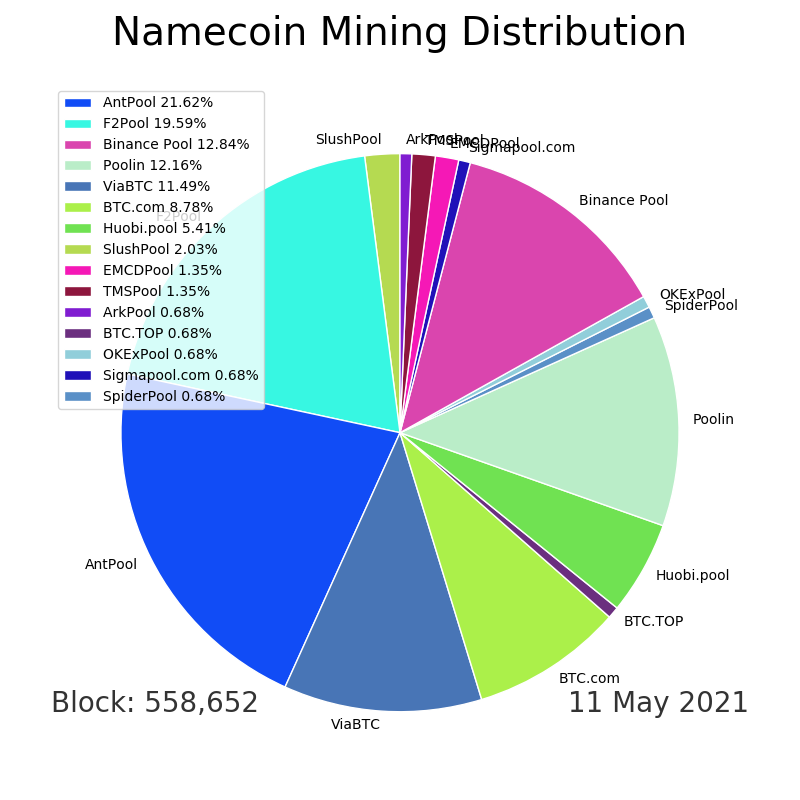 Namecoin Mining Distribution
AntPool 21.62%
F2Pool 19.59%
Binance Pool 12.84%
Poolin 12.16%
ViaBTC 11.49%
BTC.com 8.78%
Huobi.pool 5.41%
SlushPool 2.03%
EMCDPool 1.35%
TMSPool 1.35%
ArkPool 0.68%
BTC.TOP 0.68%
OKExPool 0.68%
Sigmapool.com 0.68%
SpiderPool 0.68%
SlushPool
ArkPool
TMSPool
EMCDPool
Sigmapool.com
Binance Pool
F2Pool
OKExPool
SpiderPool
Poolin
AntPool
Huobi.pool
BTC.TOP
BTC.com
ViaBTC
Block: 558,652
11 May 2021